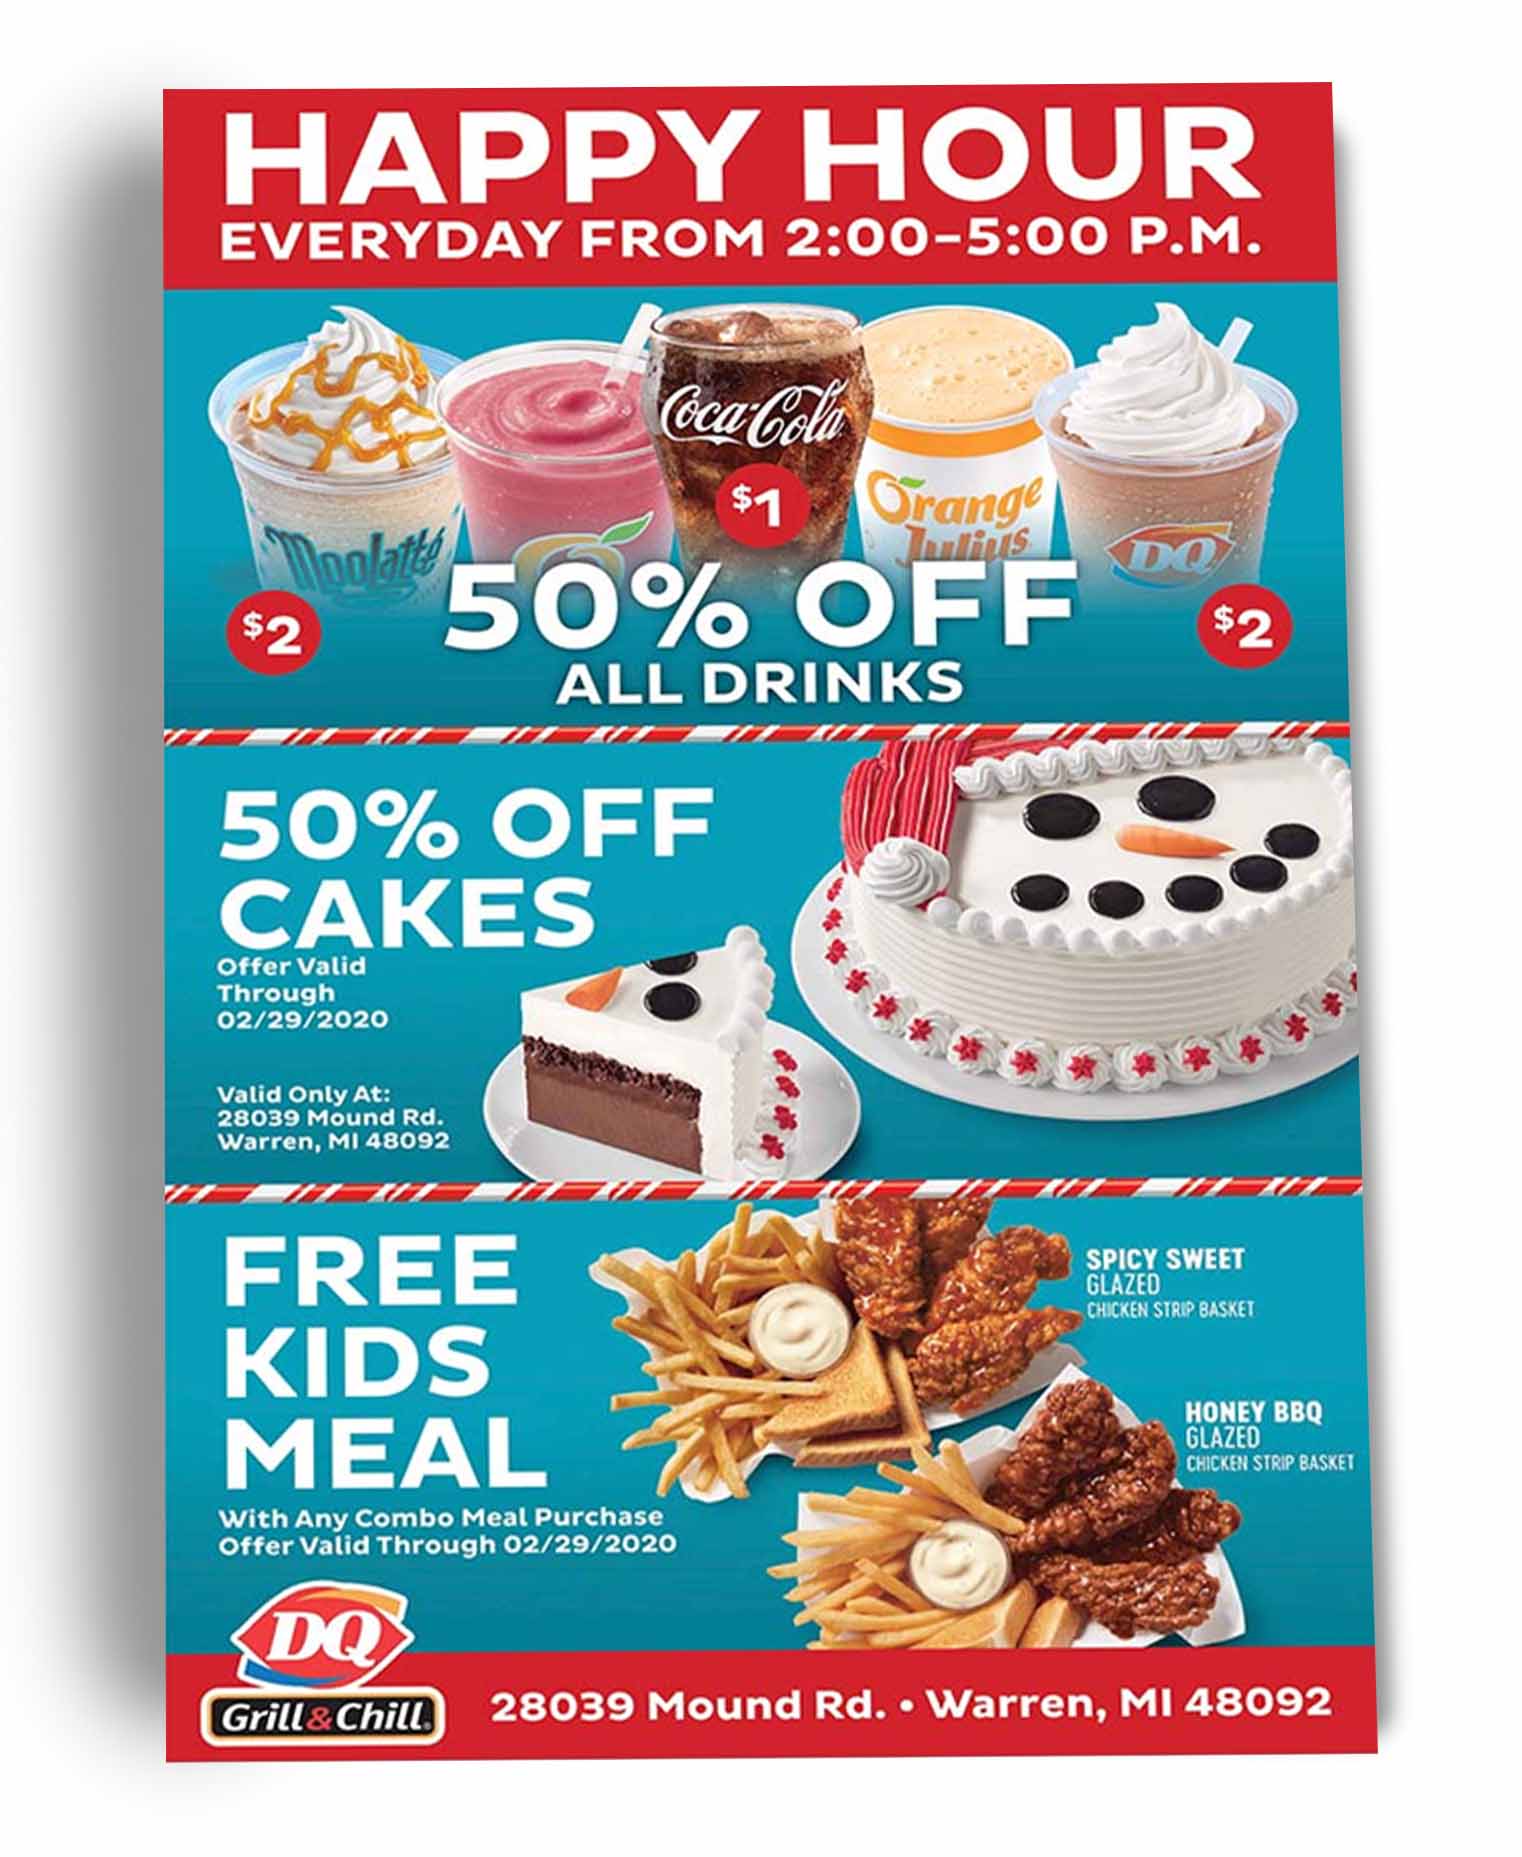 HAPPY HOUR
EVERYDAY FROM 2:00-5:00 P.M.
Moolatté
Coca-Cola
Orange
Julius
DQ
$1
$2
50% OFF
$2
ALL DRINKS
50% OFF
CAKES
Offer Valid
Through
02/29/2020
Valid Only At:
28039 Mound Rd.
Warren, MI 48092
FREE
KIDS
MEAL
With Any Combo Meal Purchase
Offer Valid Through 02/29/2020
SPICY SWEET
GLAZED
CHICKEN STRIP BASKET
HONEY BBQ
GLAZED
CHICKEN STRIP BASKET
DQ
Grill & Chill®
28039 Mound Rd. • Warren, MI 48092